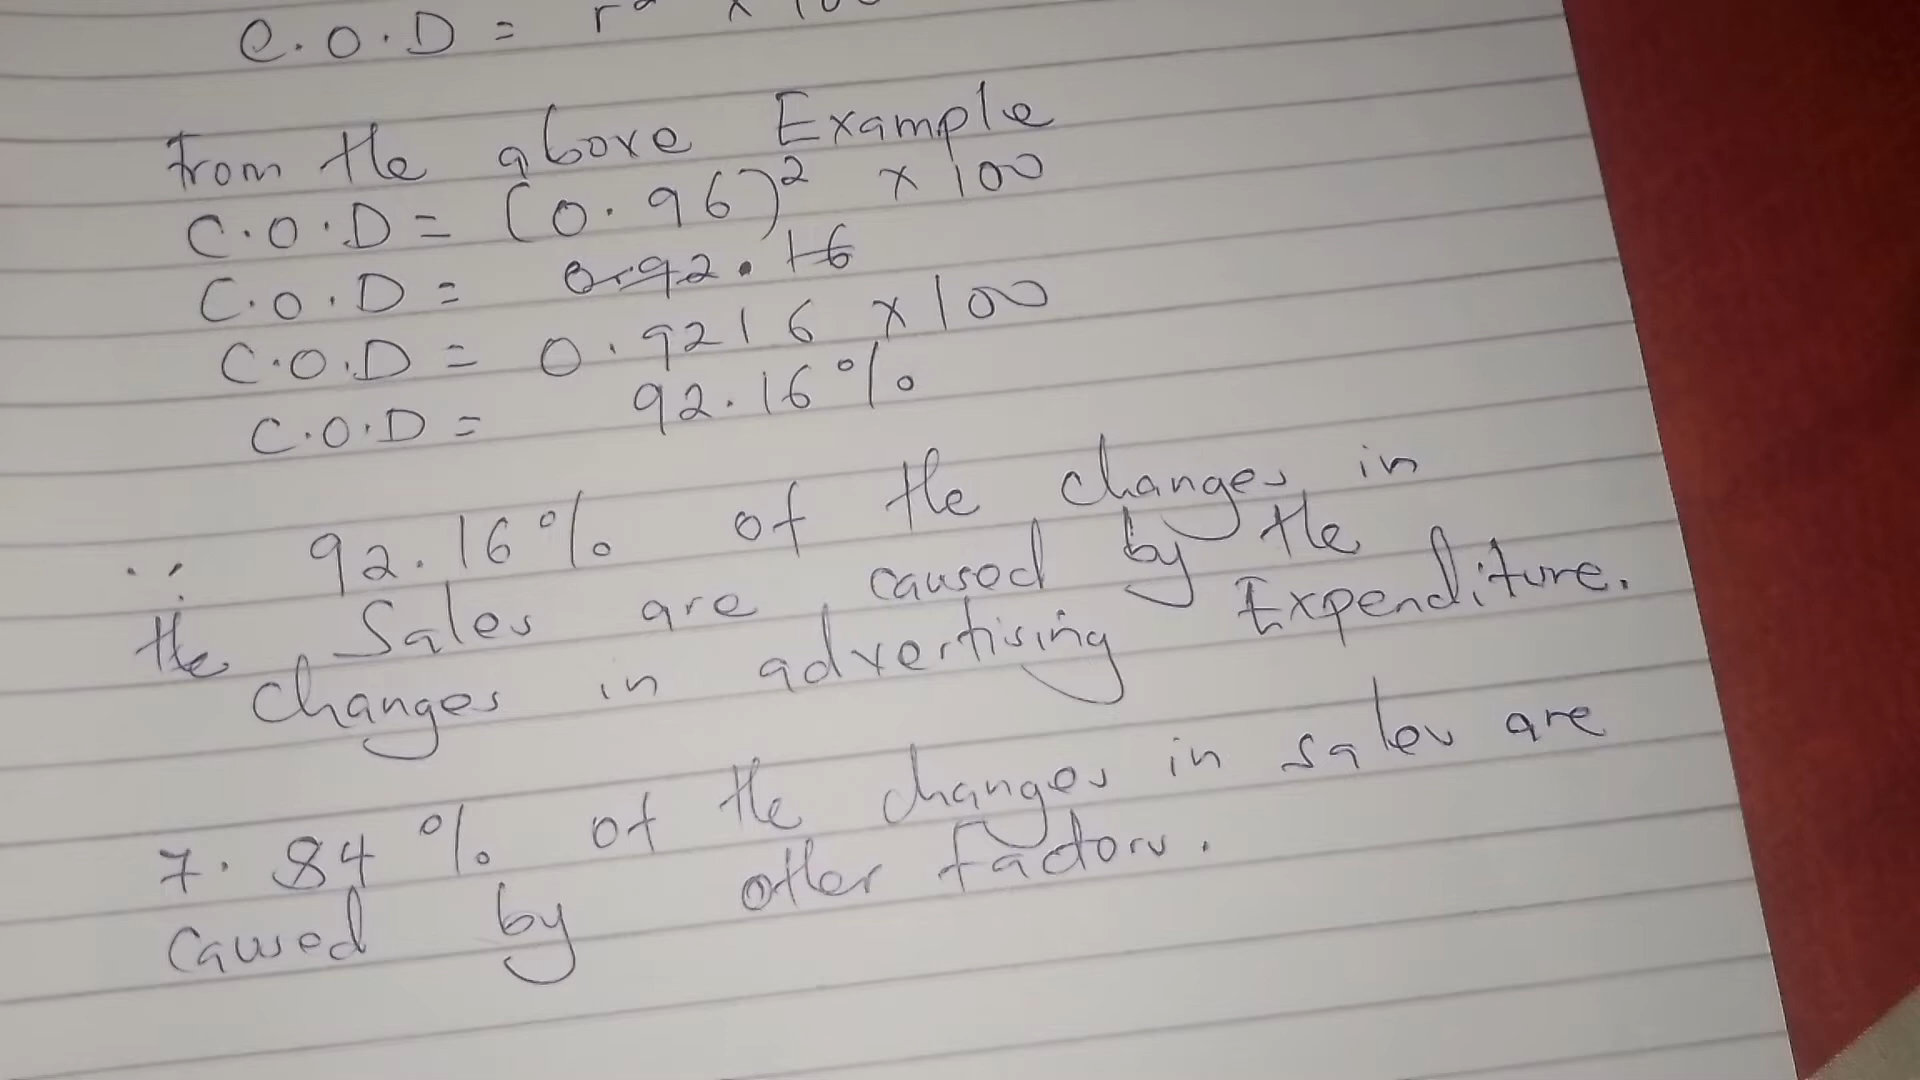 C.O.D = r² x 100
From the above Example
C.O.D = (0.96)² x 100
C.O.D = 0.92.16
C.O.D = 0.9216 x 100
C.O.D = 92.16%
∴ 92.16% of the changes in
the Sales are caused by the
changes in advertising Expenditure.
7.84% of the changes in sales are
caused by other factors.